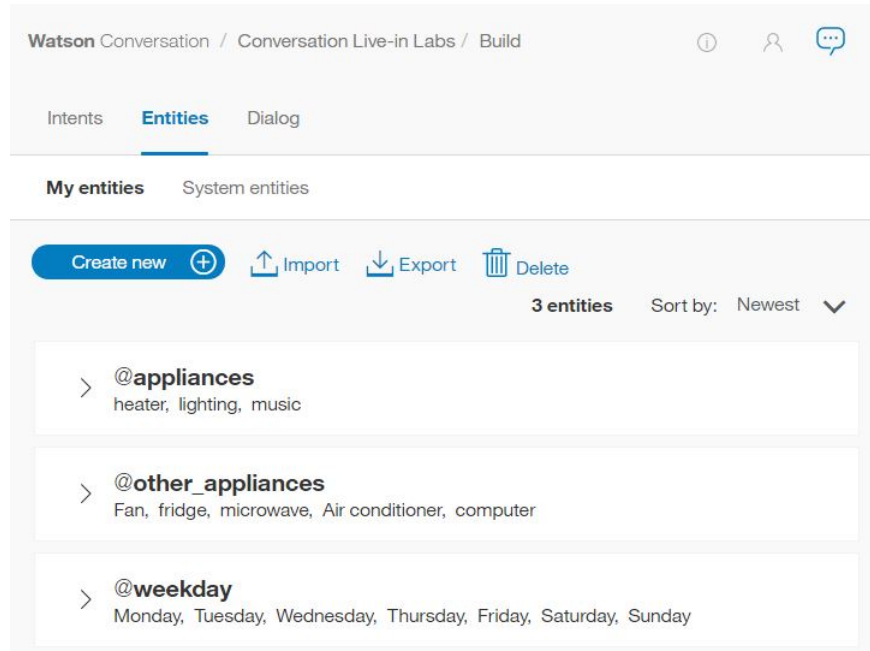 Watson Conversation / Conversation Live-in Labs / Build
Intents Entities Dialog
My entities System entities
Create new Import Export Delete
3 entities Sort by: Newest
@appliances
heater, lighting, music
@other_appliances
Fan, fridge, microwave, Air conditioner, computer
@weekday
Monday, Tuesday, Wednesday, Thursday, Friday, Saturday, Sunday